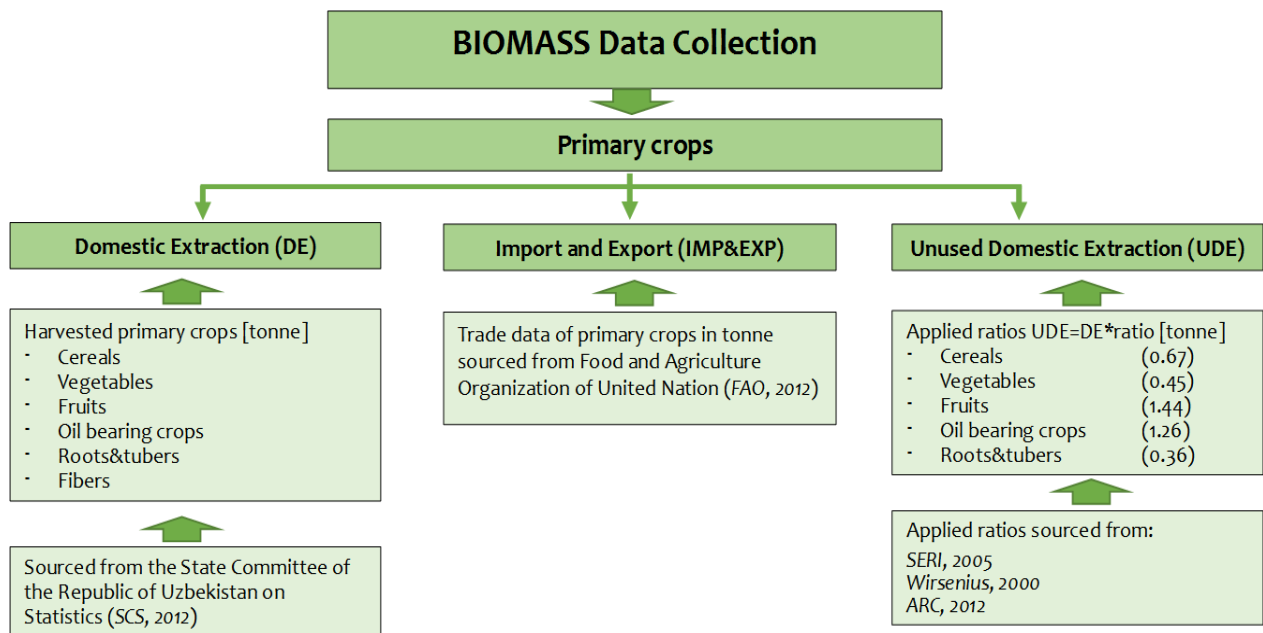 BIOMASS Data Collection
Primary crops
Domestic Extraction (DE)
Harvested primary crops [tonne]
- Cereals
- Vegetables
- Fruits
- Oil bearing crops
- Roots&tubers
- Fibers
Sourced from the State Committee of
the Republic of Uzbekistan on
Statistics (SCS, 2012)
Import and Export (IMP&EXP)
Trade data of primary crops in tonne
sourced from Food and Agriculture
Organization of United Nation (FAO, 2012)
Unused Domestic Extraction (UDE)
Applied ratios UDE=DE*ratio [tonne]
- Cereals (0.67)
- Vegetables (0.45)
- Fruits (1.44)
- Oil bearing crops (1.26)
- Roots&tubers (0.36)
Applied ratios sourced from:
SERI, 2005
Wirsenius, 2000
ARC, 2012